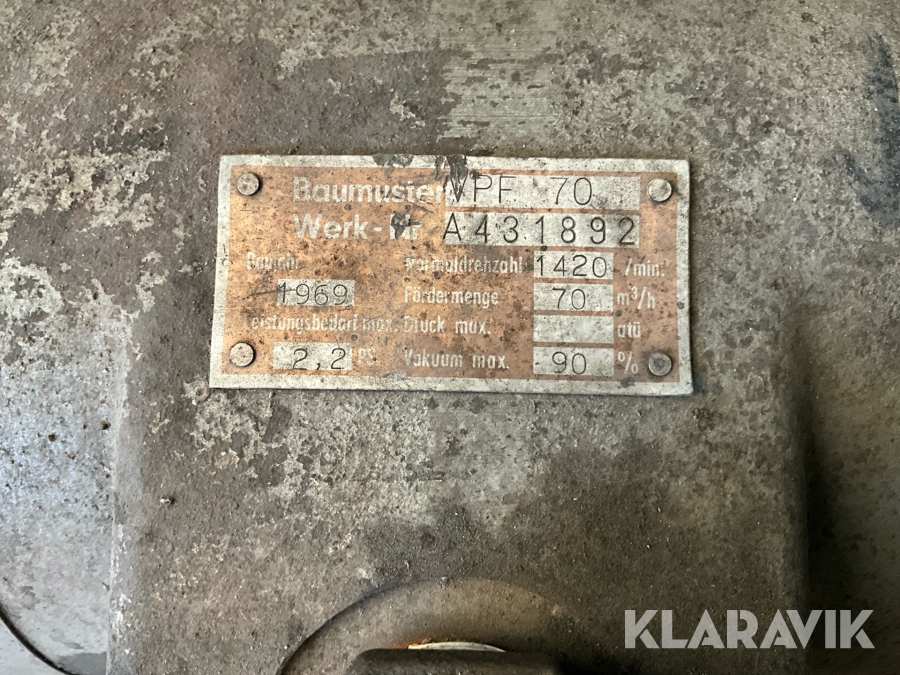 Baumuster VPF 70
Werk-Nr. A431892
Baujahr Normaldrehzahl 1420 /min.
1969 Fördermenge 70 m³/h
Leistungsbedarf max. Druck max. atü
2,2 PS Vakuum max. 90 %
KLARAVIK